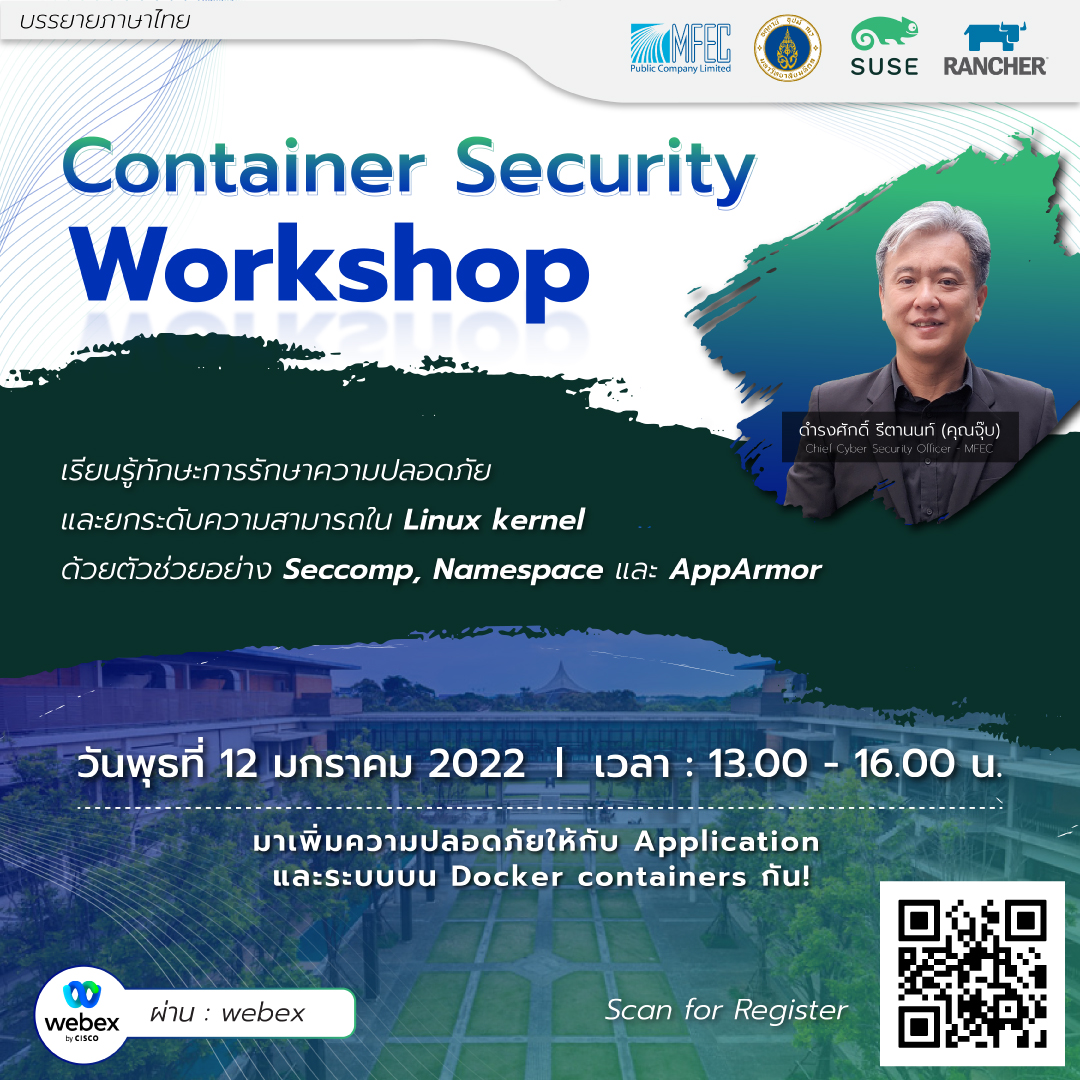 บรรยายภาษาไทย
MFEC
Public Company Limited
SUSE
RANCHER
Container Security
Workshop
ดำรงศักดิ์ รีตานนท์ (คุณจุ๊บ)
Chief Cyber Security Officer - MFEC
เรียนรู้ทักษะการรักษาความปลอดภัย
และยกระดับความสามารถใน Linux kernel
ด้วยตัวช่วยอย่าง Seccomp, Namespace และ AppArmor
วันพุธที่ 12 มกราคม 2022 | เวลา : 13.00 - 16.00 น.
มาเพิ่มความปลอดภัยให้กับ Application
และระบบบน Docker containers กัน!
webex
by CISCO
ผ่าน : webex
Scan for Register